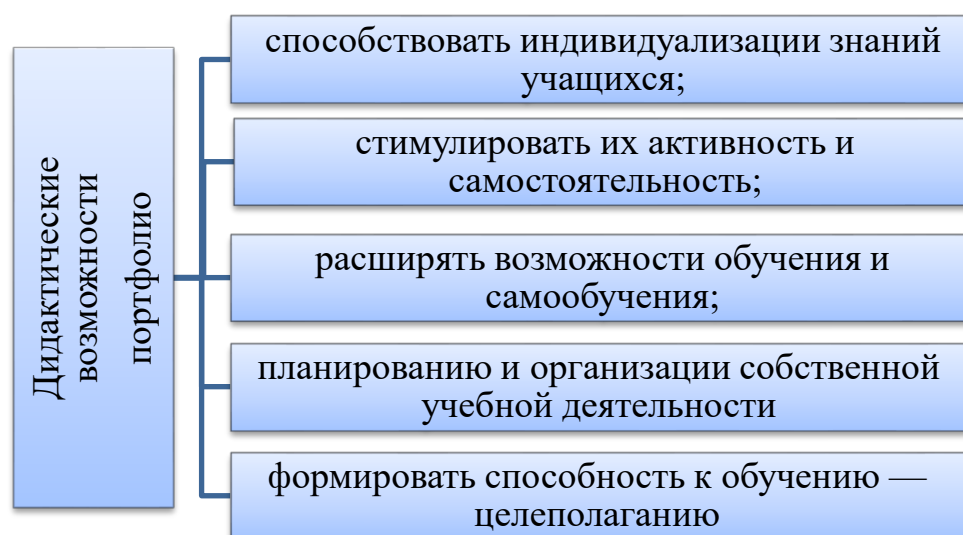 Дидактические
возможности
портфолио
способствовать индивидуализации знаний
учащихся;
стимулировать их активность и
самостоятельность;
расширять возможности обучения и
самообучения;
планированию и организации собственной
учебной деятельности
формировать способность к обучению —
целеполаганию